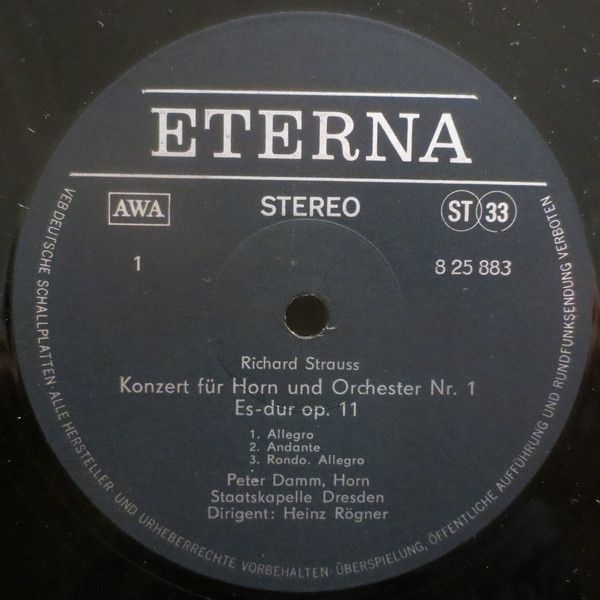 ETERNA
AWA
STEREO
ST 33
1
8 25 883
Richard Strauss
Konzert für Horn und Orchester Nr. 1
Es-dur op. 11
1. Allegro
2. Andante
3. Rondo. Allegro
Peter Damm, Horn
Staatskapelle Dresden
Dirigent: Heinz Rögner
VEB DEUTSCHE SCHALLPLATTEN · ALLE HERSTELLER- UND URHEBERRECHTE VORBEHALTEN · ÜBERSPIELUNG, ÖFFENTLICHE AUFFÜHRUNG UND RUNDFUNKSENDUNG VERBOTEN